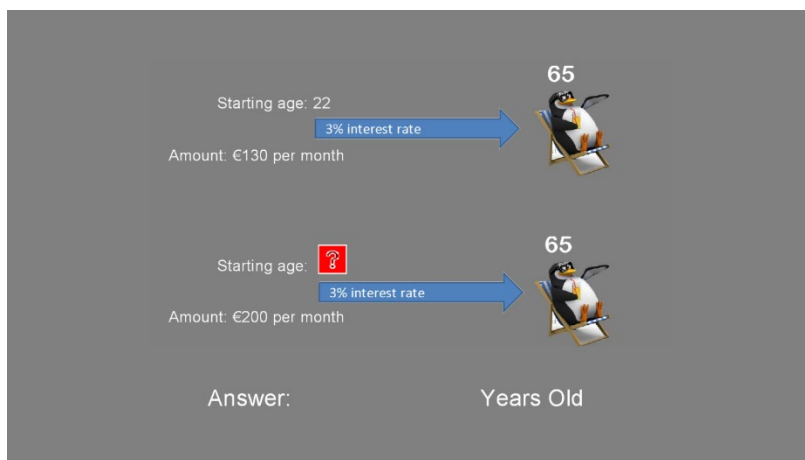 65
Starting age: 22
3% interest rate
Amount: €130 per month
65
Starting age: ?
3% interest rate
Amount: €200 per month
Answer: Years Old